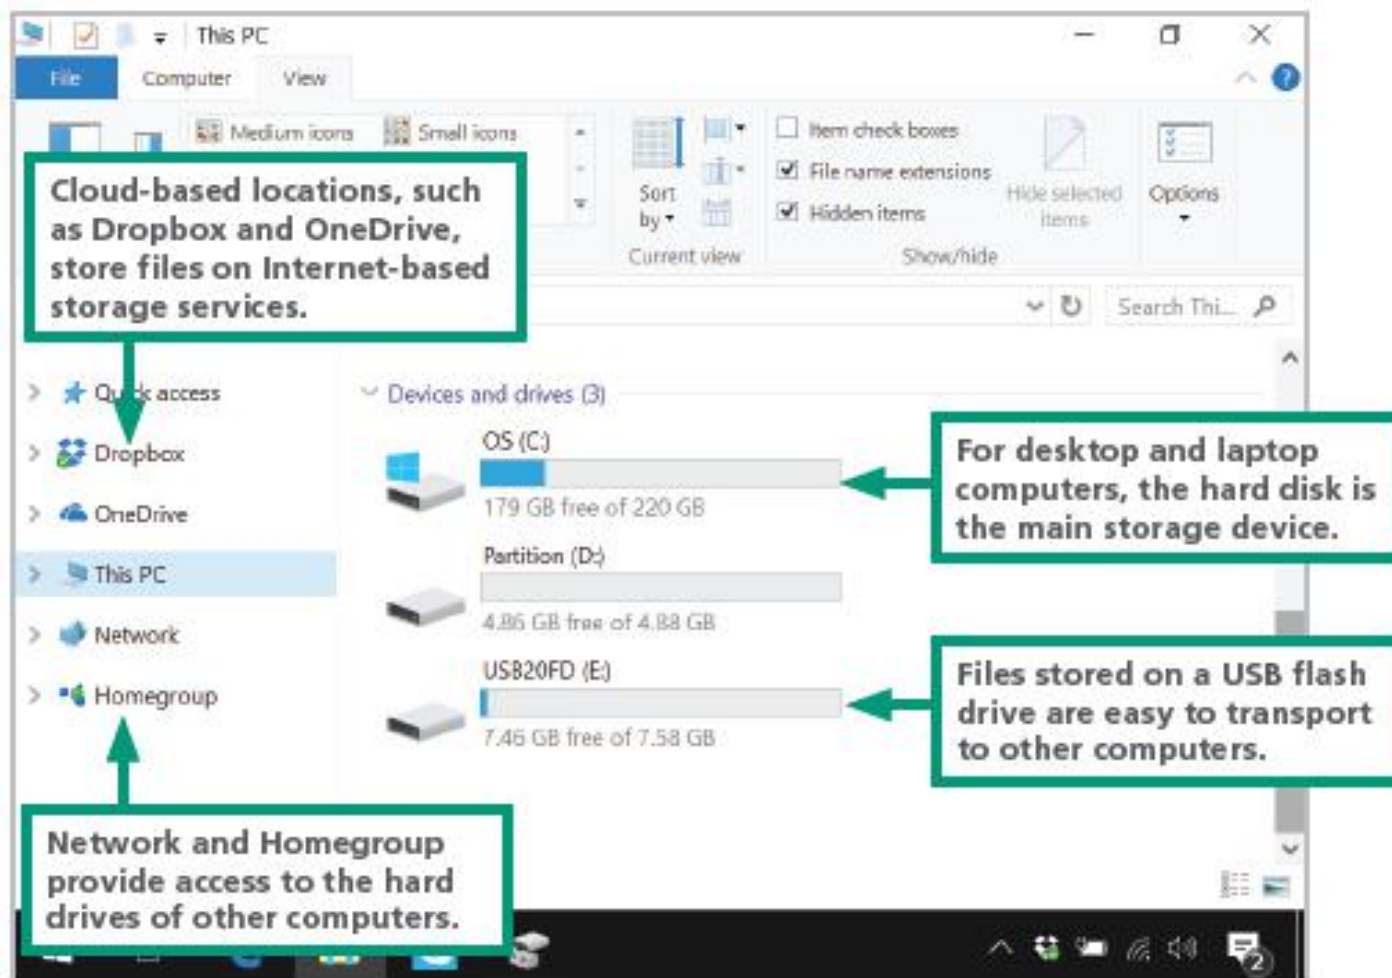 This PC
File Computer View
Medium icons Small icons
Item check boxes
File name extensions
Hidden items
Sort
by
Hide selected
items
Options
Current view
Show/hide
Cloud-based locations, such
as Dropbox and OneDrive,
store files on Internet-based
storage services.
Search Thi...
Quick access
Dropbox
OneDrive
This PC
Network
Homegroup
Devices and drives (3)
OS (C:)
179 GB free of 220 GB
Partition (D:)
4.86 GB free of 4.88 GB
USB20FD (E:)
7.46 GB free of 7.58 GB
For desktop and laptop
computers, the hard disk is
the main storage device.
Files stored on a USB flash
drive are easy to transport
to other computers.
Network and Homegroup
provide access to the hard
drives of other computers.
2